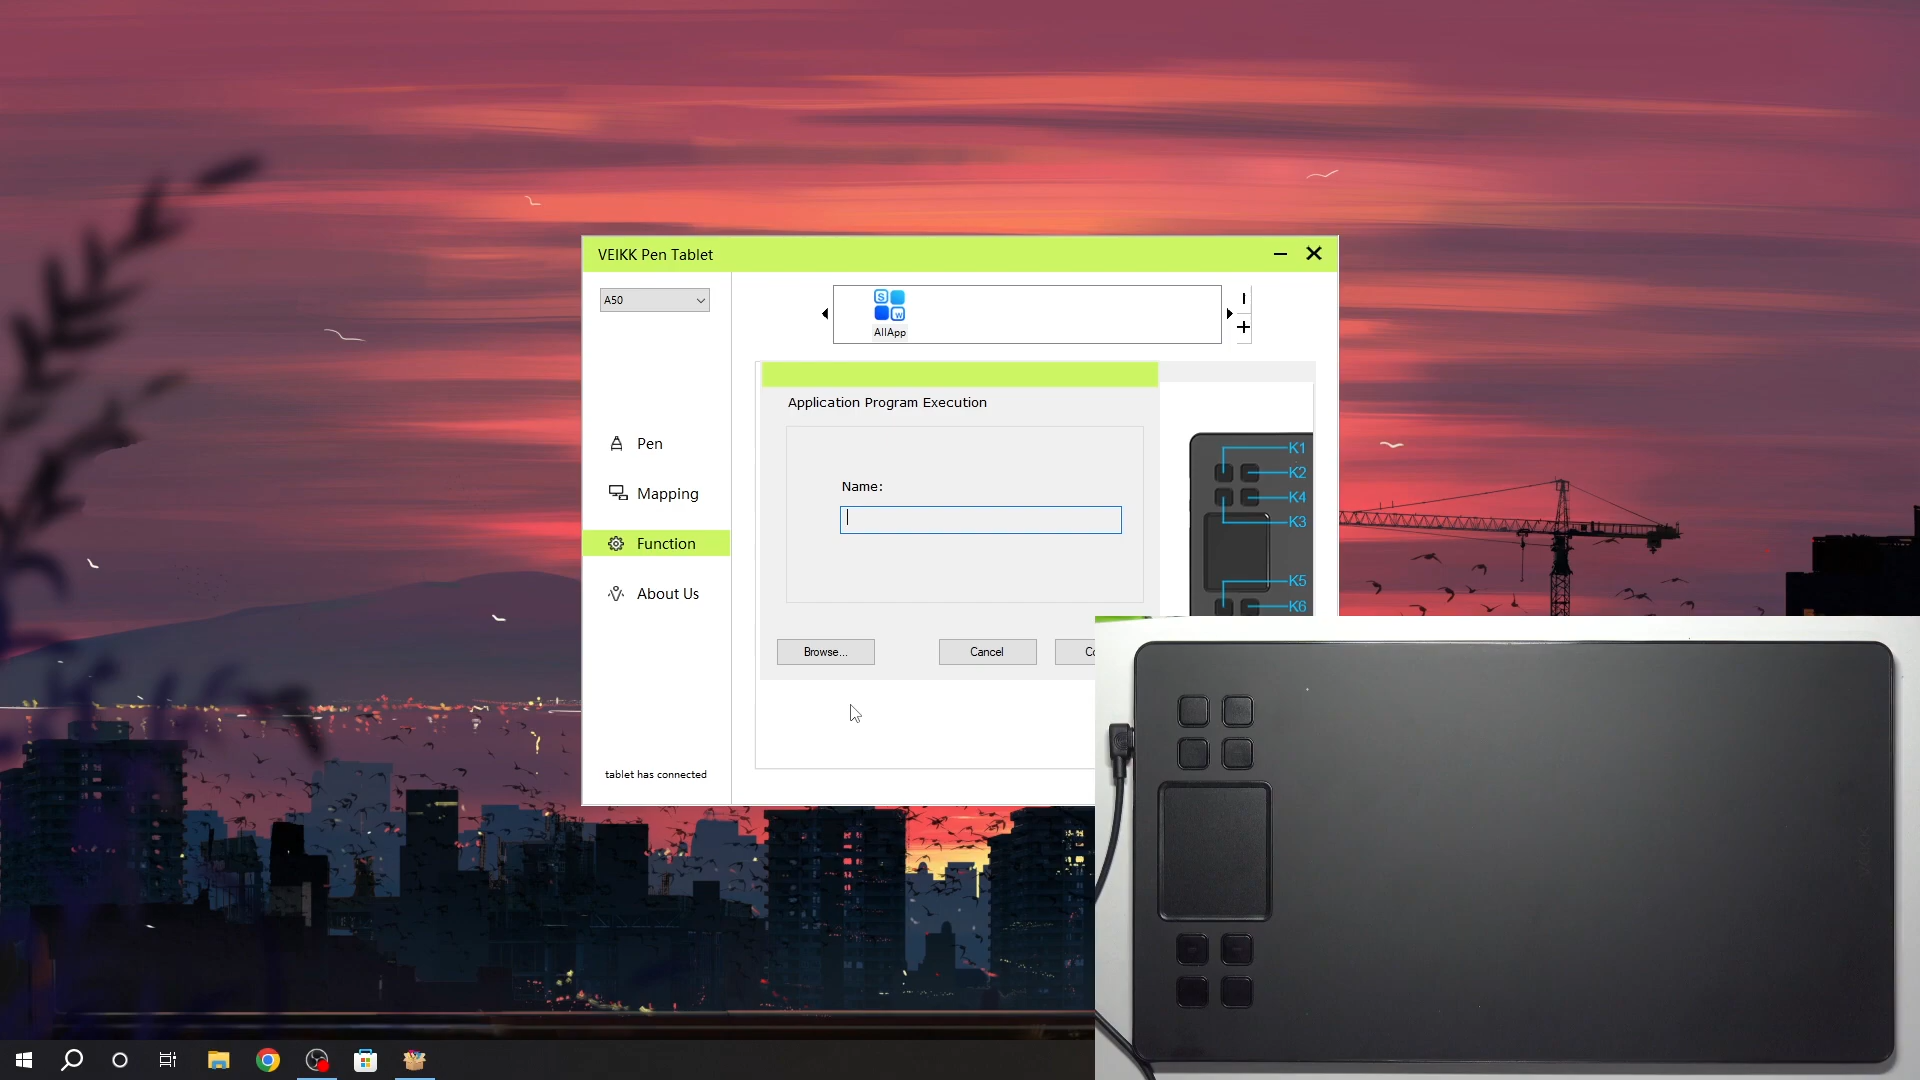 VEIKK Pen Tablet
A50
AllApp
Application Program Execution
Name:
Browse...
Cancel
Pen
Mapping
Function
About Us
tablet has connected
K1
K2
K4
K3
K5
K6